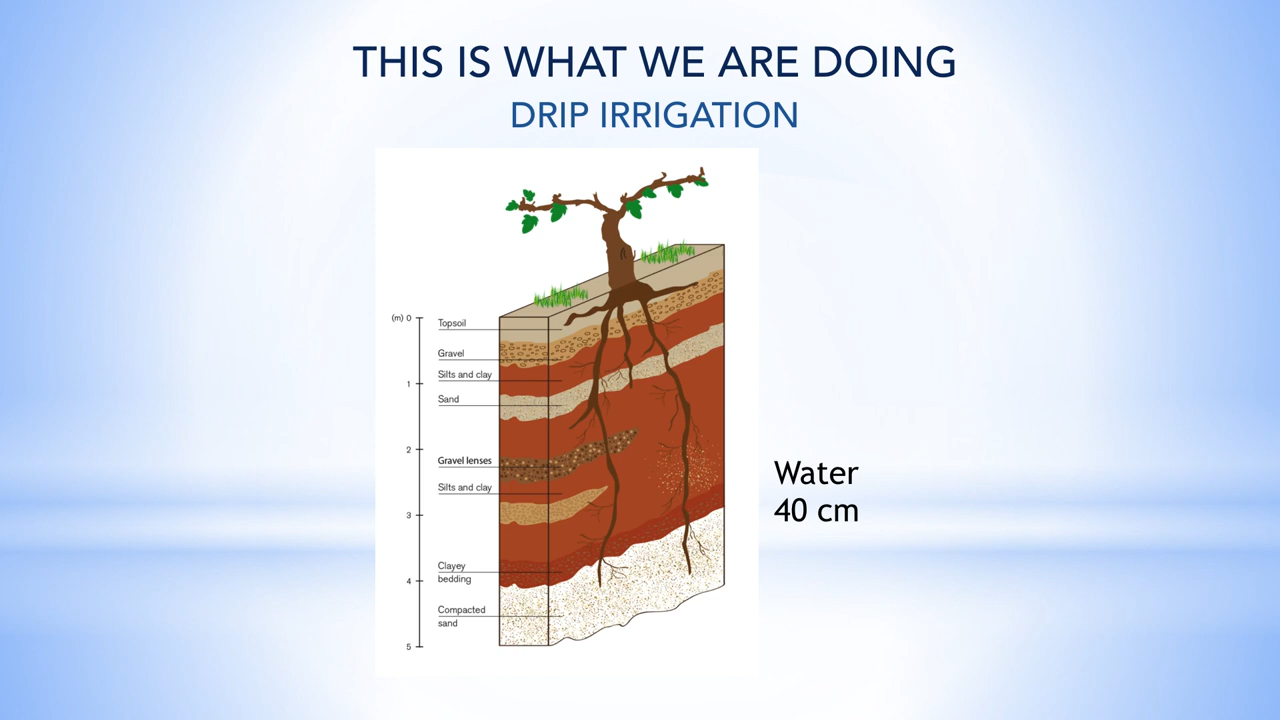 THIS IS WHAT WE ARE DOING
DRIP IRRIGATION
(m) 0
Topsoil
Gravel
Silts and clay
1
Sand
2
Gravel lenses
Silts and clay
3
Clayey
bedding
4
Compacted
sand
5
Water
40 cm